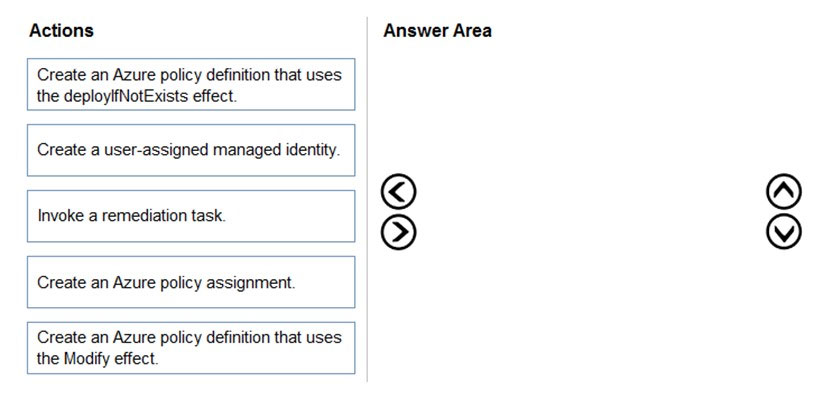 Actions
Answer Area
Create an Azure policy definition that uses
the deployIfNotExists effect.
Create a user-assigned managed identity.
Invoke a remediation task.
Create an Azure policy assignment.
Create an Azure policy definition that uses
the Modify effect.